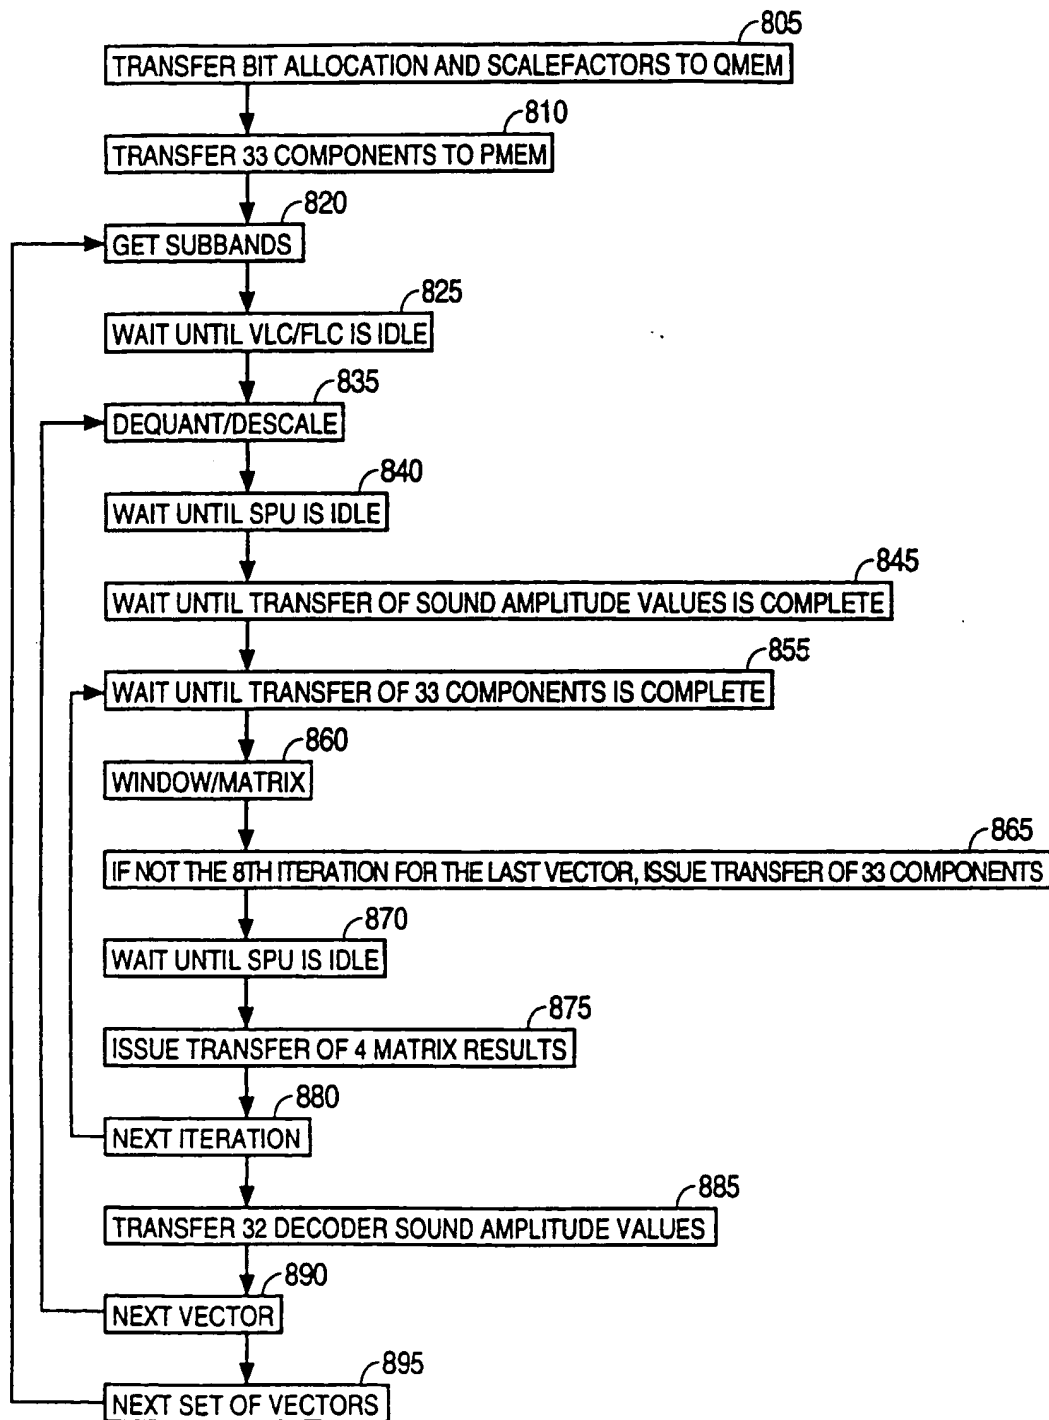 805
TRANSFER BIT ALLOCATION AND SCALEFACTORS TO QMEM
810
TRANSFER 33 COMPONENTS TO PMEM
820
GET SUBBANDS
825
WAIT UNTIL VLC/FLC IS IDLE
835
DEQUANT/DESCALE
840
WAIT UNTIL SPU IS IDLE
845
WAIT UNTIL TRANSFER OF SOUND AMPLITUDE VALUES IS COMPLETE
855
WAIT UNTIL TRANSFER OF 33 COMPONENTS IS COMPLETE
860
WINDOW/MATRIX
865
IF NOT THE 8TH ITERATION FOR THE LAST VECTOR, ISSUE TRANSFER OF 33 COMPONENTS
870
WAIT UNTIL SPU IS IDLE
875
ISSUE TRANSFER OF 4 MATRIX RESULTS
880
NEXT ITERATION
885
TRANSFER 32 DECODER SOUND AMPLITUDE VALUES
890
NEXT VECTOR
895
NEXT SET OF VECTORS